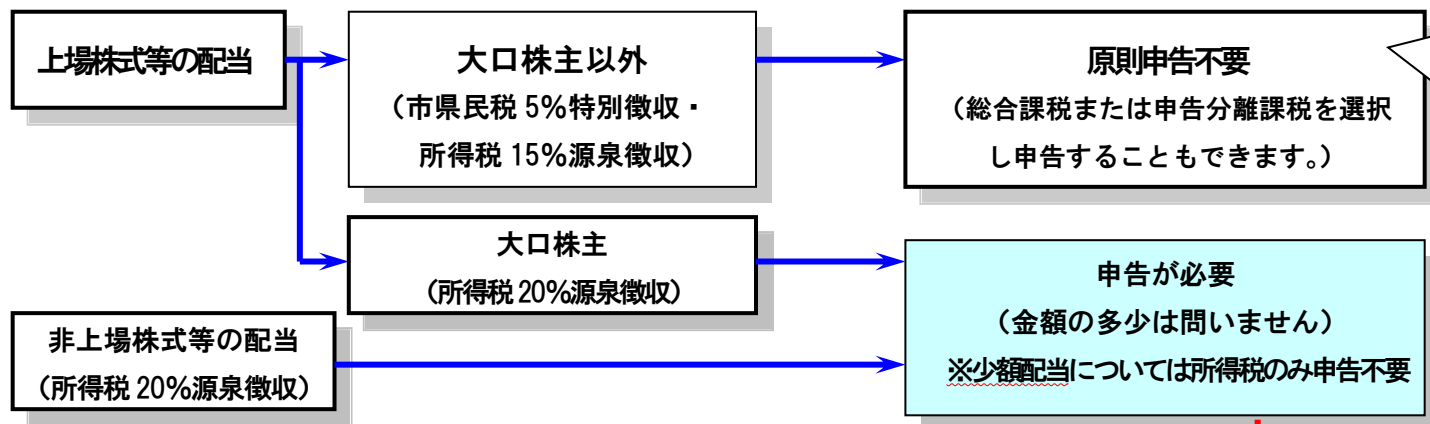 上場株式等の配当
大口株主以外
（市県民税 5％特別徴収・
所得税 15％源泉徴収）
原則申告不要
（総合課税または申告分離課税を選択
し申告することもできます。）
大口株主
（所得税 20％源泉徴収）
非上場株式等の配当
（所得税 20％源泉徴収）
申告が必要
（金額の多少は問いません）
※少額配当については所得税のみ申告不要